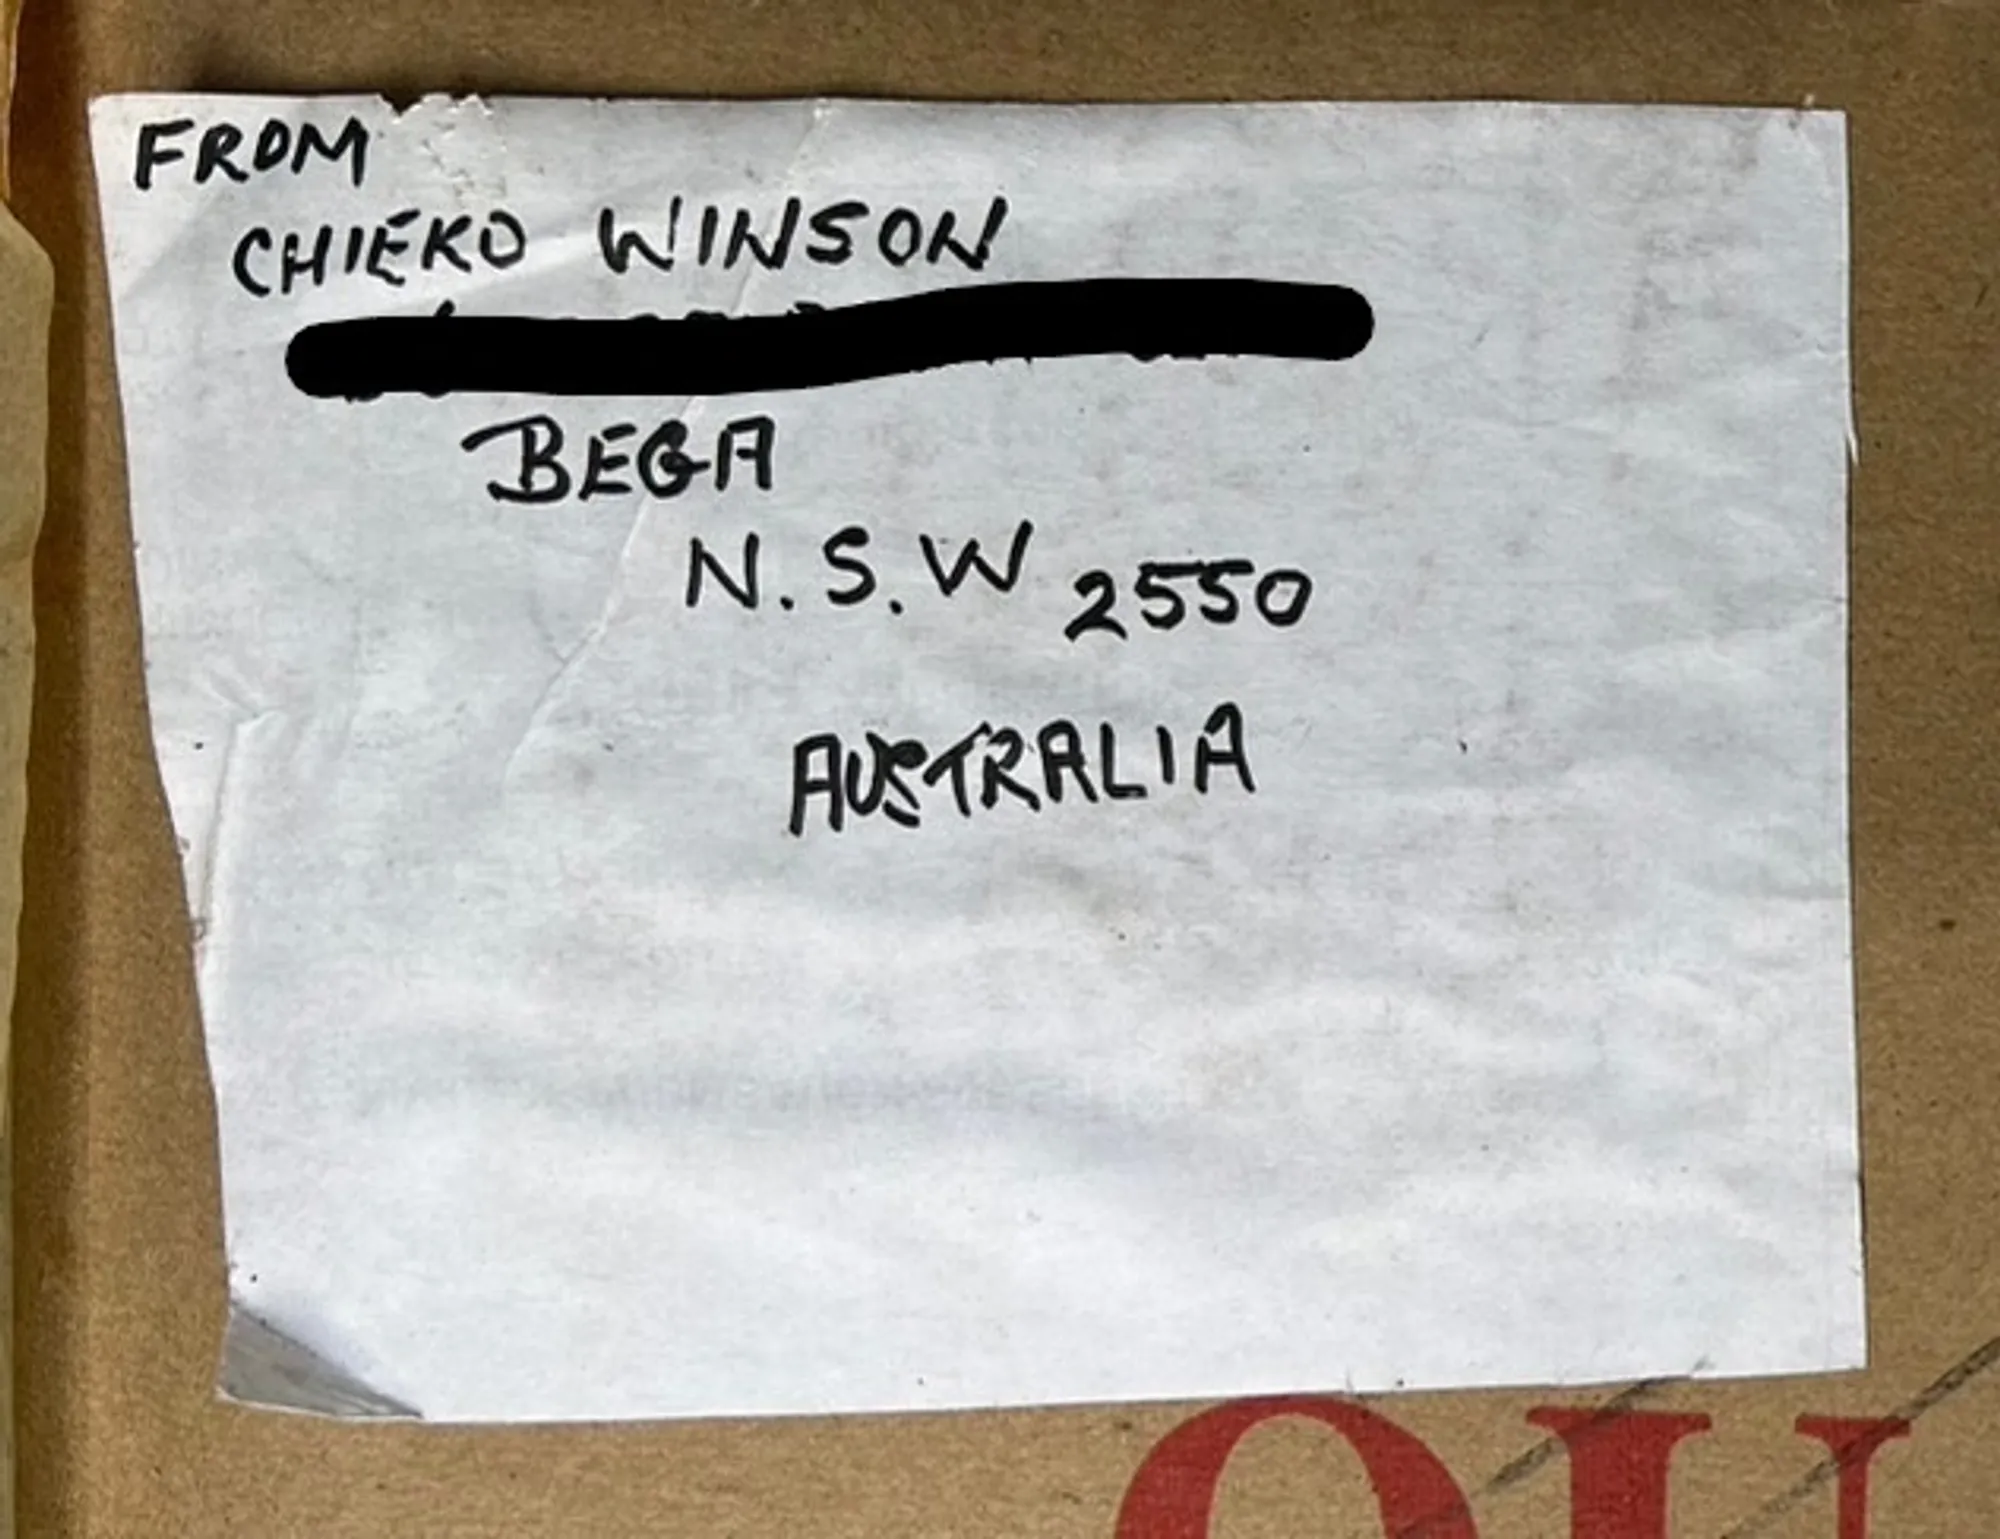 FROM
CHIEKO WINSON
BEGA
N.S.W 2550
AUSTRALIA